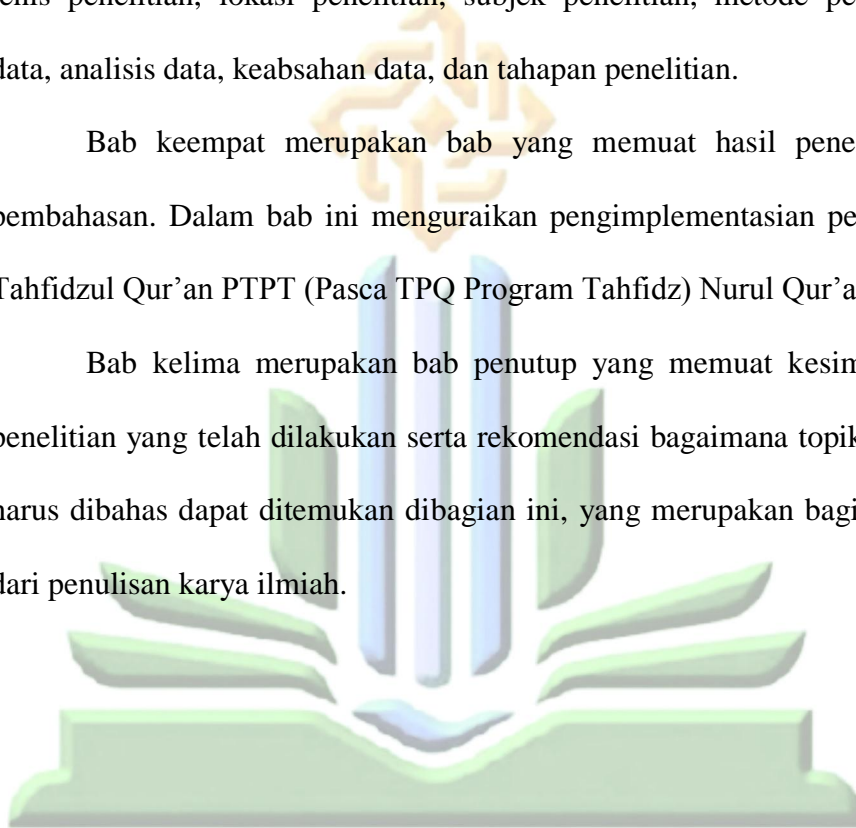 penelitian, lokasi penelitian, subjek penelitian, metode
data, analisis data, keabsahan data, dan tahapan penelitian.
Bab keempat merupakan bab yang memuat hasil
pembahasan. Dalam bab ini menguraikan pengimplementasian
Tahfidzul Qur’an PTPT (Pasca TPQ Program Tahfidz) Nurul
Bab kelima merupakan bab penutup yang memuat
penelitian yang telah dilakukan serta rekomendasi bagaimana topik
harus dibahas dapat ditemukan dibagian ini, yang merupakan
dari penulisan karya ilmiah.